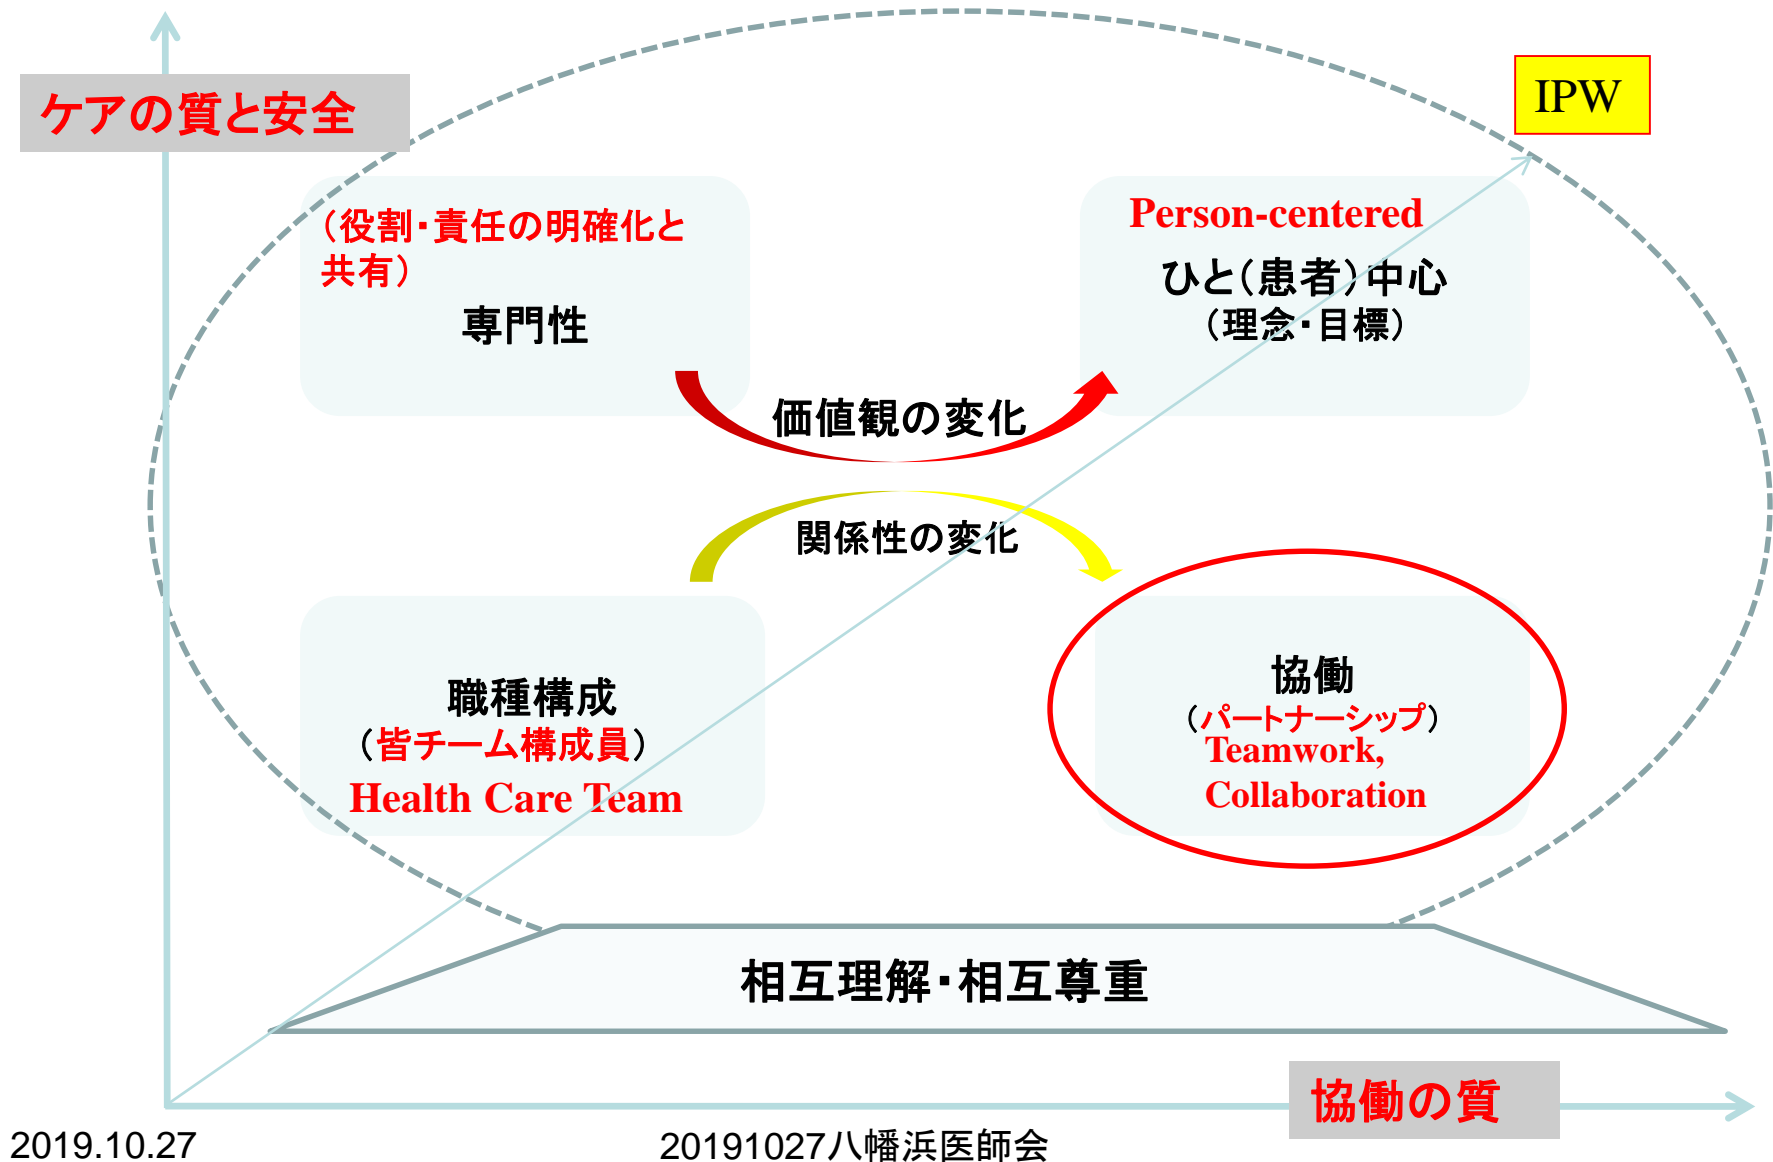 ケアの質と安全
IPW
（役割・責任の明確化と
共有）
専門性
Person-centered
ひと（患者）中心
（理念・目標）
価値観の変化
関係性の変化
職種構成
（皆チーム構成員）
Health Care Team
協働
（パートナーシップ）
Teamwork,
Collaboration
相互理解・相互尊重
協働の質
2019.10.27
20191027八幡浜医師会